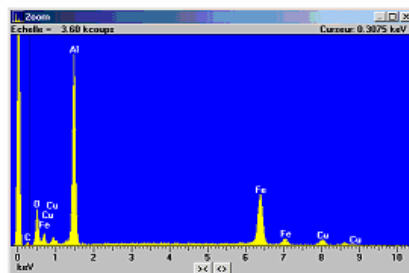 Zoom
Echelle = 3.60 kcoups Curseur: 0.3075 keV
Al
O Cu
Cu
Fe
C
Fe
Fe
Cu
Cu
0 1 2 3 4 5 6 7 8 9 10
keV
>< <>